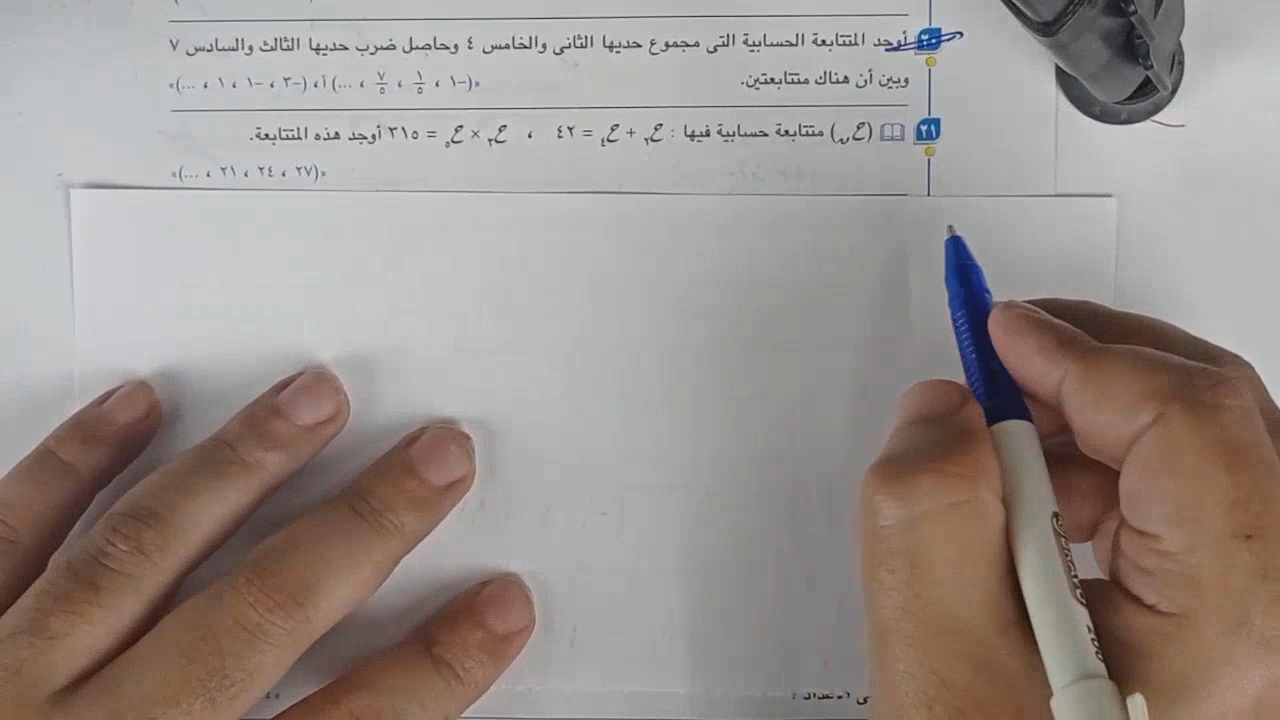 ٢٠ أوجد المتتابعة الحسابية التى مجموع حديها الثانى والخامس ٤ وحاصل ضرب حديها الثالث والسادس ٧
وبين أن هناك متتابعتين. «(-١ ، ١/٥ ، ٧/٥ ، ...) أ، (-٣ ، -١ ، ١ ، ...)»
٢١ (ح ن) متتابعة حسابية فيها : ح٢ + ح٤ = ٤٢ ، ح٣ × ح٥ = ٣١٥ أوجد هذه المتتابعة.
«(٢٧ ، ٢٤ ، ٢١ ، ...)»